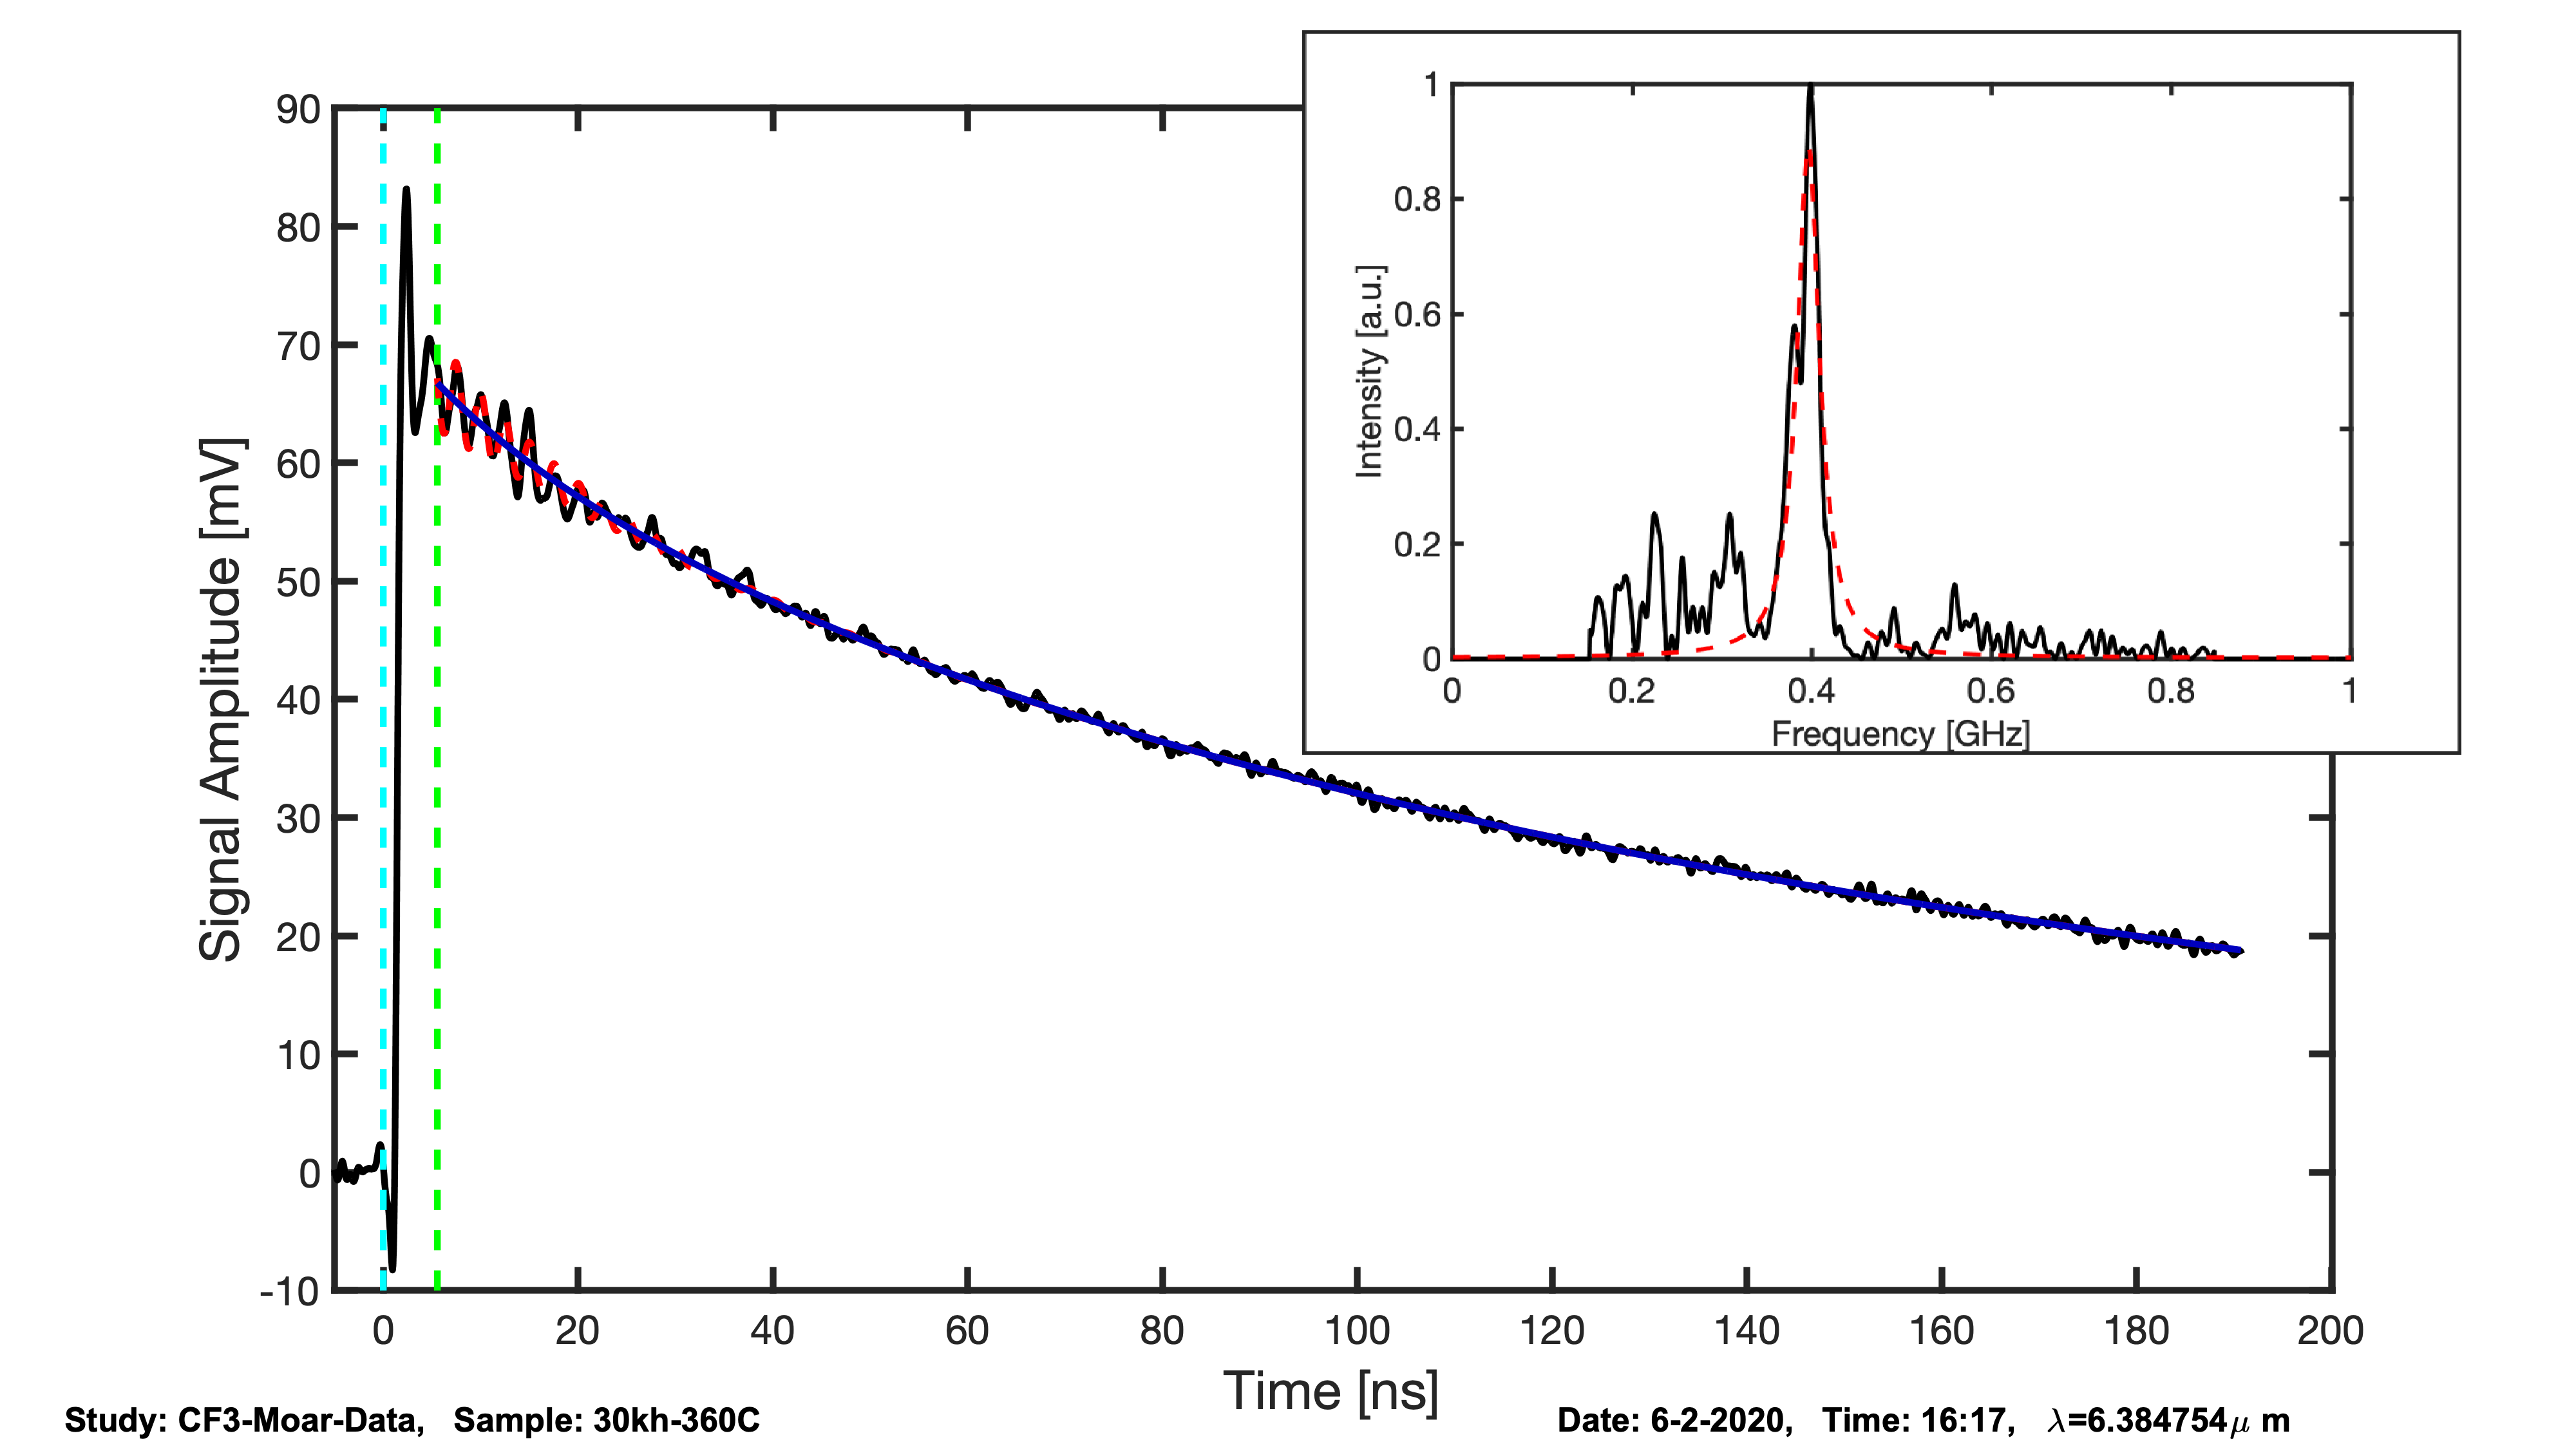 1
0.8
0.6
0.4
0.2
0
0 0.2 0.4 0.6 0.8 1
Intensity [a.u.]
Frequency [GHz]
90
80
70
60
50
40
30
20
10
0
-10
Signal Amplitude [mV]
0 20 40 60 80 100 120 140 160 180 200
Time [ns]
Study: CF3-Moar-Data, Sample: 30kh-360C
Date: 6-2-2020, Time: 16:17, λ=6.384754μ m